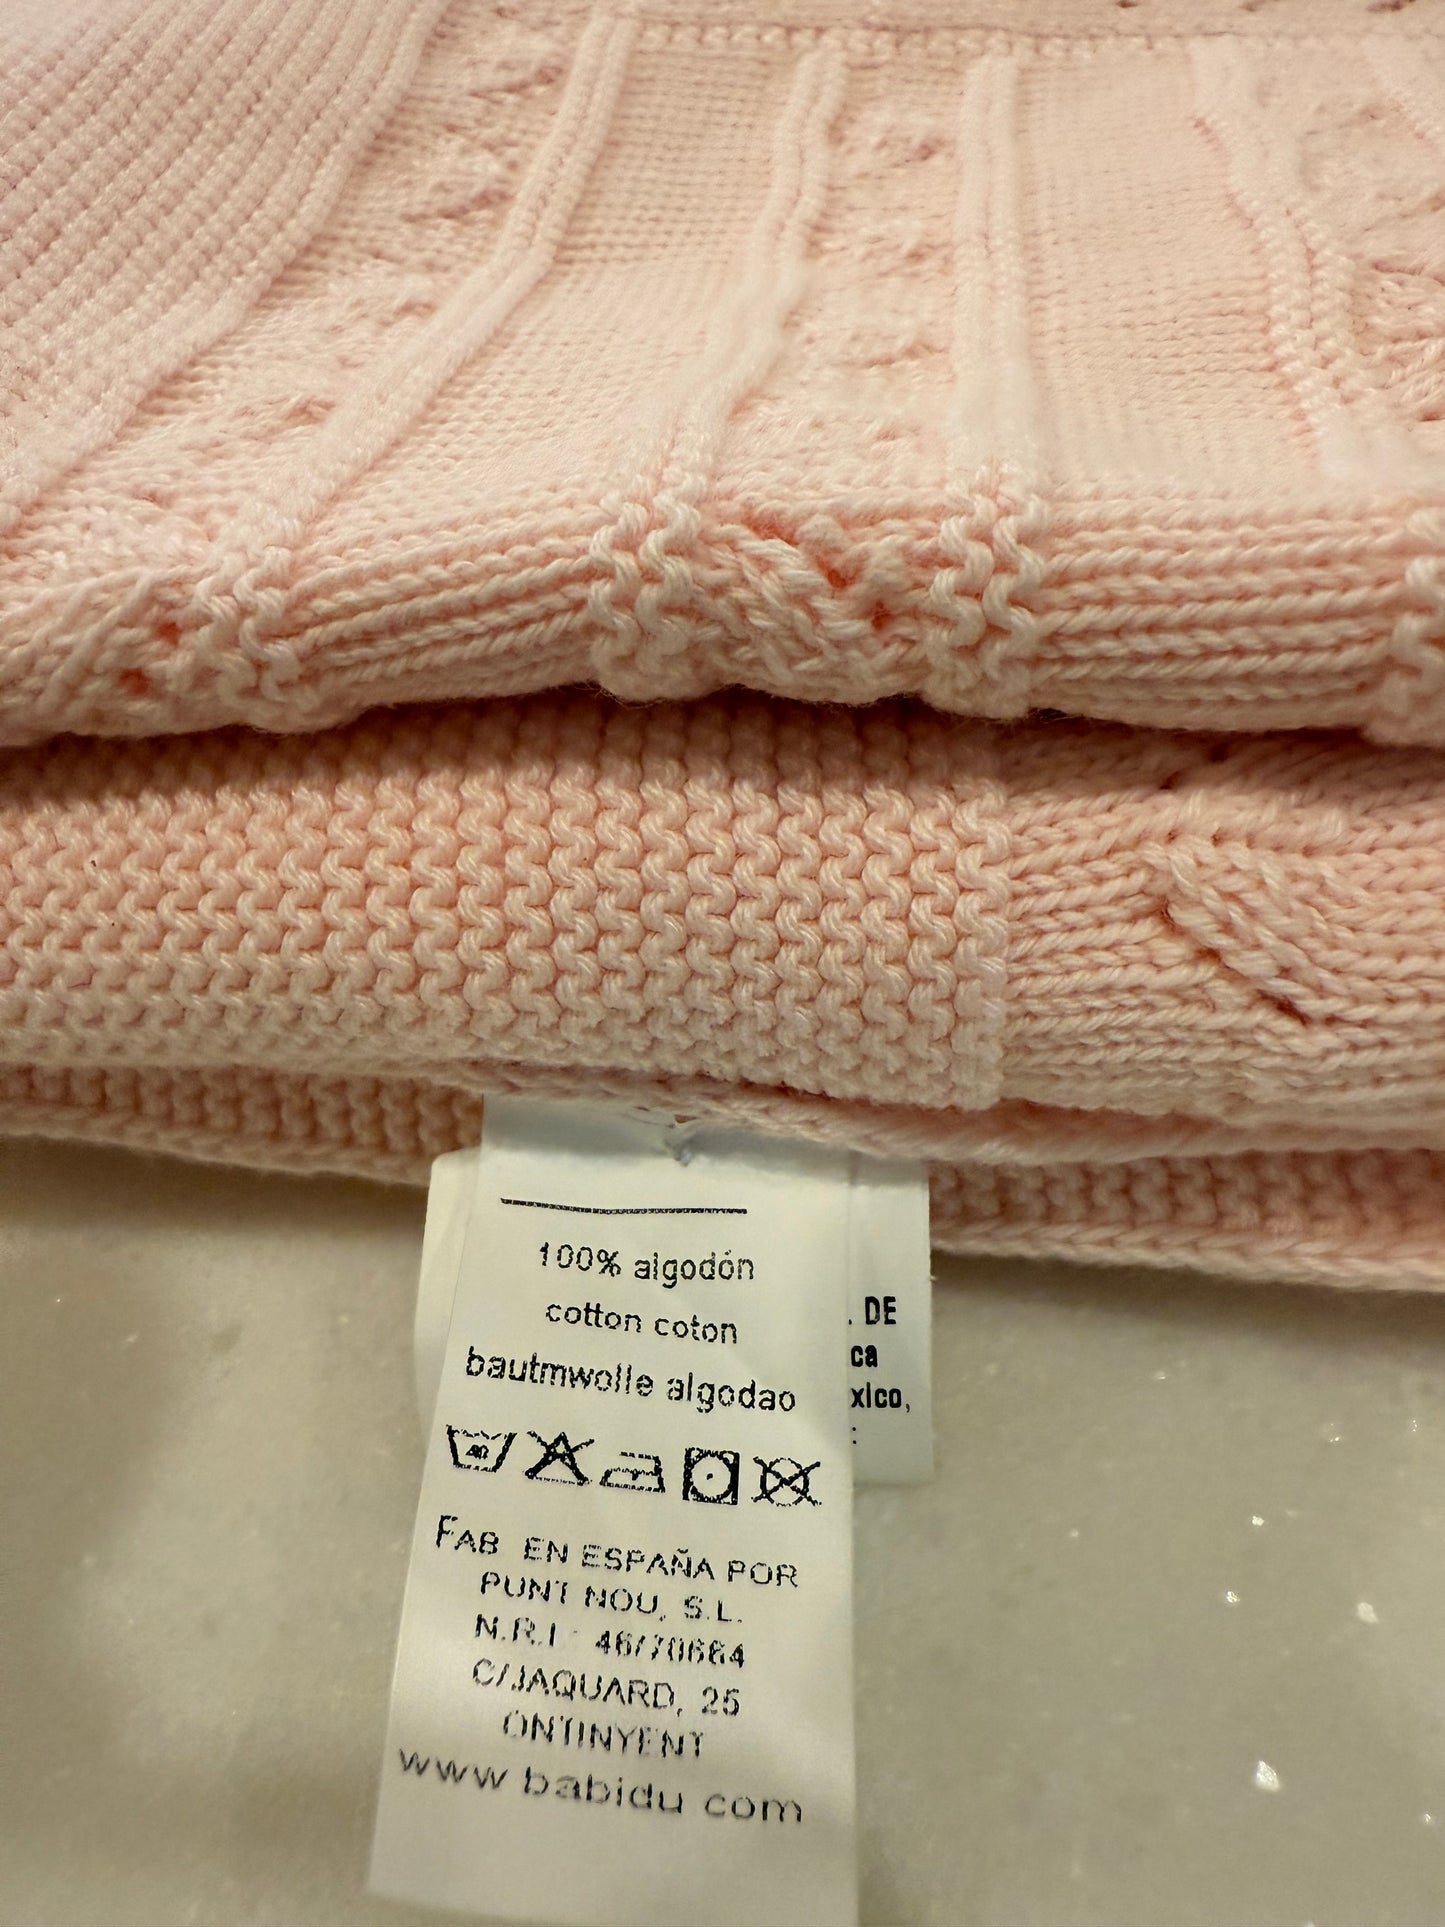 100% algodón
cotton coton
bautmwolle algodao
FAB EN ESPAÑA POR
PUNT NOU, S.L.
N.R.I: 46/70684
C/JAQUARD, 25
ONTINYENT
www babidu com
. DE
ca
xico,
: